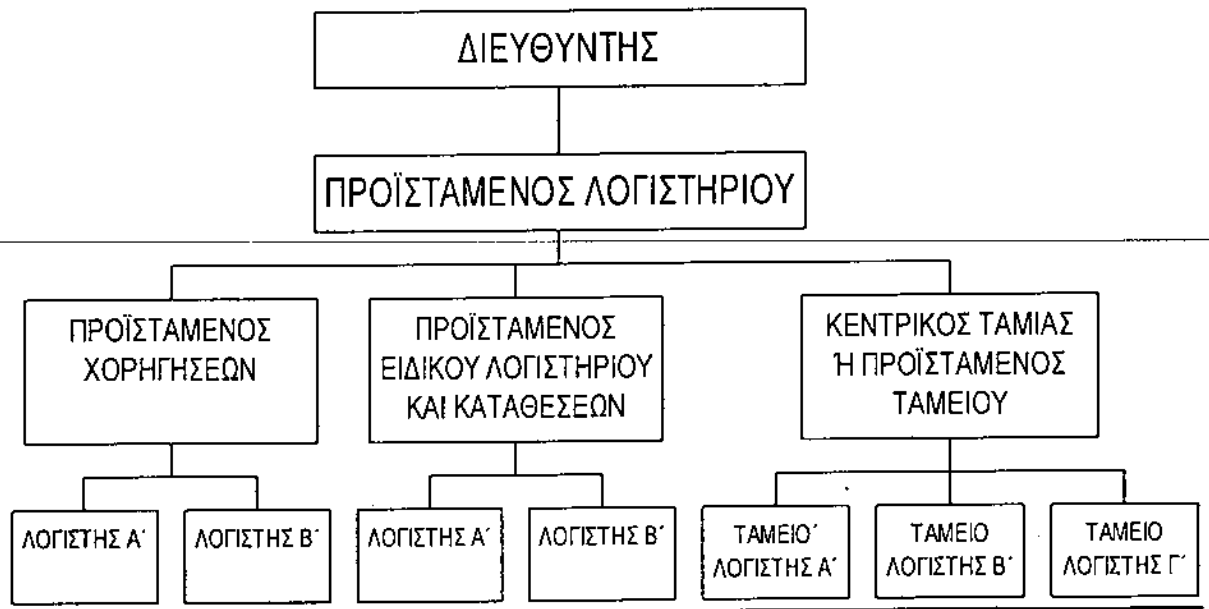 ΔΙΕΥΘΥΝΤΗΣ
ΠΡΟΪΣΤΑΜΕΝΟΣ ΛΟΓΙΣΤΗΡΙΟΥ
ΠΡΟΪΣΤΑΜΕΝΟΣ
ΧΟΡΗΓΗΣΕΩΝ
ΠΡΟΪΣΤΑΜΕΝΟΣ
ΕΙΔΙΚΟΥ ΛΟΓΙΣΤΗΡΙΟΥ
ΚΑΙ ΚΑΤΑΘΕΣΕΩΝ
ΚΕΝΤΡΙΚΟΣ ΤΑΜΙΑΣ
Ή ΠΡΟΪΣΤΑΜΕΝΟΣ
ΤΑΜΕΙΟΥ
ΛΟΓΙΣΤΗΣ Α΄
ΛΟΓΙΣΤΗΣ Β΄
ΛΟΓΙΣΤΗΣ Α΄
ΛΟΓΙΣΤΗΣ Β΄
ΤΑΜΕΙΟ΄
ΛΟΓΙΣΤΗΣ Α΄
ΤΑΜΕΙΟ
ΛΟΓΙΣΤΗΣ Β΄
ΤΑΜΕΙΟ
ΛΟΓΙΣΤΗΣ Γ΄